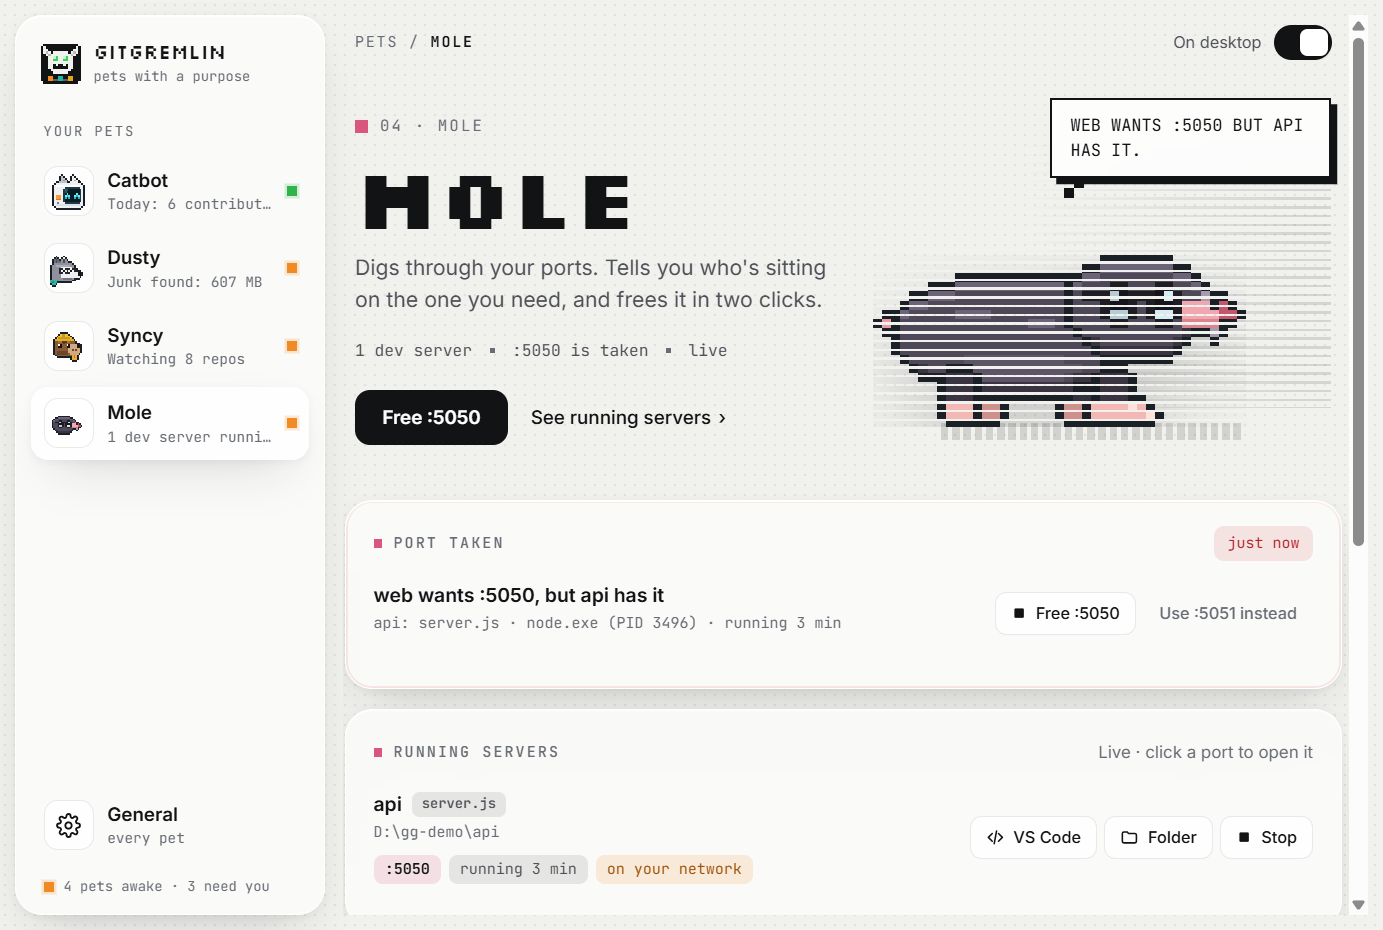 GITGREMLIN
pets with a purpose
YOUR PETS
Catbot
Today: 6 contribut…
Dusty
Junk found: 607 MB
Syncy
Watching 8 repos
Mole
1 dev server runni…
General
every pet
4 pets awake · 3 need you
PETS / MOLE
On desktop
04 · MOLE
WEB WANTS :5050 BUT API
HAS IT.
MOLE
Digs through your ports. Tells you who's sitting
on the one you need, and frees it in two clicks.
1 dev server ▪ :5050 is taken ▪ live
Free :5050
See running servers ›
PORT TAKEN
just now
web wants :5050, but api has it
api: server.js · node.exe (PID 3496) · running 3 min
Free :5050
Use :5051 instead
RUNNING SERVERS
Live · click a port to open it
api server.js
D:\gg-demo\api
:5050 running 3 min on your network
VS Code
Folder
Stop